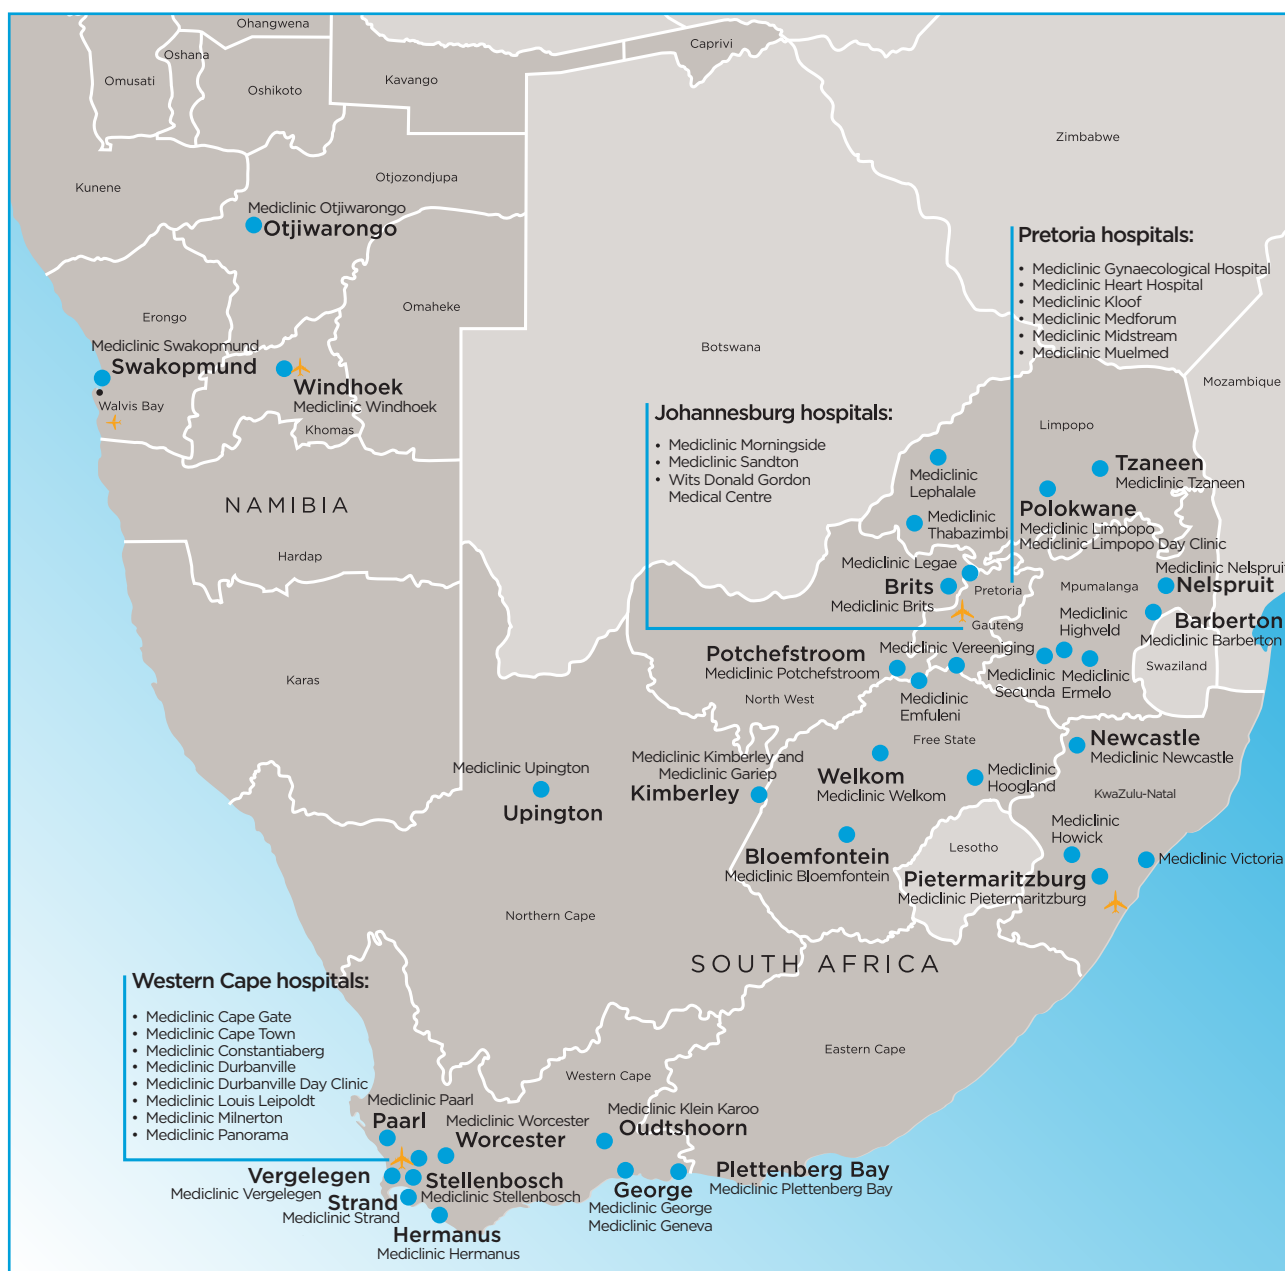 Ohangwena
Oshana
Omusati
Oshikoto
Kavango
Caprivi
Zimbabwe
Kunene
Otjozondjupa
Mediclinic Otjiwarongo
Otjiwarongo
Omaheke
Erongo
Mediclinic Swakopmund
Swakopmund
Walvis Bay
Windhoek
Mediclinic Windhoek
Khomas
Botswana
Mozambique
Pretoria hospitals:
• Mediclinic Gynaecological Hospital
• Mediclinic Heart Hospital
• Mediclinic Kloof
• Mediclinic Medforum
• Mediclinic Midstream
• Mediclinic Muelmed
Johannesburg hospitals:
• Mediclinic Morningside
• Mediclinic Sandton
• Wits Donald Gordon
Medical Centre
Limpopo
Mediclinic
Lephalale
Tzaneen
Mediclinic Tzaneen
Polokwane
Mediclinic Limpopo
Mediclinic Limpopo Day Clinic
Mediclinic
Thabazimbi
NAMIBIA
Hardap
Karas
Mediclinic Legae
Brits
Mediclinic Brits
Pretoria
Gauteng
Mpumalanga
Mediclinic Nelspruit
Nelspruit
Mediclinic
Highveld
Barberton
Mediclinic Barberton
Swaziland
Potchefstroom
Mediclinic Potchefstroom
Mediclinic Vereeniging
Mediclinic
Secunda
Mediclinic
Ermelo
North West
Mediclinic
Emfuleni
Free State
Newcastle
Mediclinic Newcastle
Mediclinic Upington
Upington
Mediclinic Kimberley and
Mediclinic Gariep
Kimberley
Welkom
Mediclinic Welkom
Mediclinic
Hoogland
KwaZulu-Natal
Mediclinic
Howick
Mediclinic Victoria
Bloemfontein
Mediclinic Bloemfontein
Lesotho
Pietermaritzburg
Mediclinic Pietermaritzburg
Northern Cape
SOUTH AFRICA
Eastern Cape
Western Cape
Western Cape hospitals:
• Mediclinic Cape Gate
• Mediclinic Cape Town
• Mediclinic Constantiaberg
• Mediclinic Durbanville
• Mediclinic Durbanville Day Clinic
• Mediclinic Louis Leipoldt
• Mediclinic Milnerton
• Mediclinic Panorama
Mediclinic Paarl
Paarl
Mediclinic Worcester
Worcester
Mediclinic Klein Karoo
Oudtshoorn
Vergelegen
Mediclinic Vergelegen
Stellenbosch
Mediclinic Stellenbosch
Strand
Mediclinic Strand
Hermanus
Mediclinic Hermanus
George
Mediclinic George
Mediclinic Geneva
Plettenberg Bay
Mediclinic Plettenberg Bay